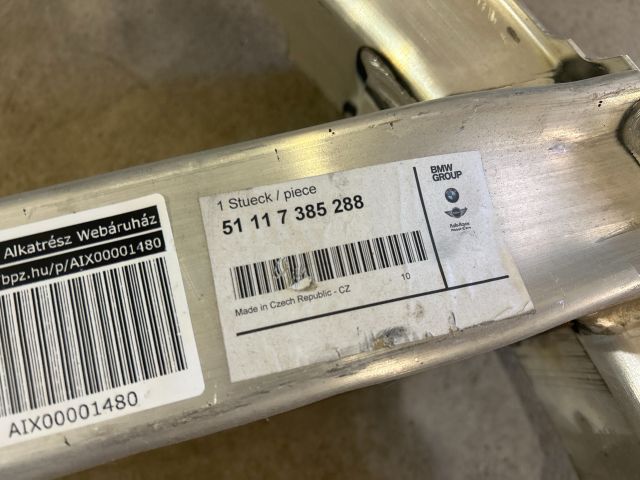 Alkatrész Webáruház
bpz.hu/p/AIX00001480
AIX00001480
1 Stueck / piece
51 11 7 385 288
Made in Czech Republic - CZ
10
BMW
GROUP